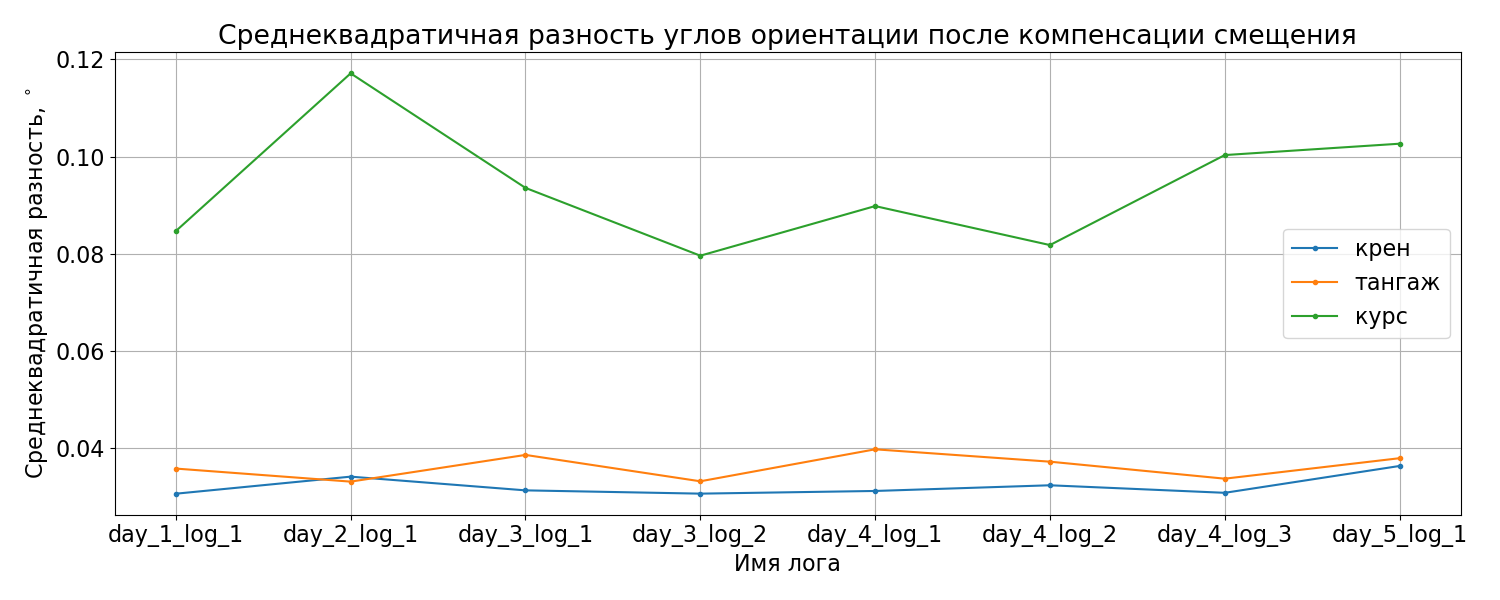 Среднеквадратичная разность углов ориентации после компенсации смещения
Среднеквадратичная разность, °
0.12
0.10
0.08
0.06
0.04
крен
тангаж
курс
day_1_log_1 day_2_log_1 day_3_log_1 day_3_log_2 day_4_log_1 day_4_log_2 day_4_log_3 day_5_log_1
Имя лога